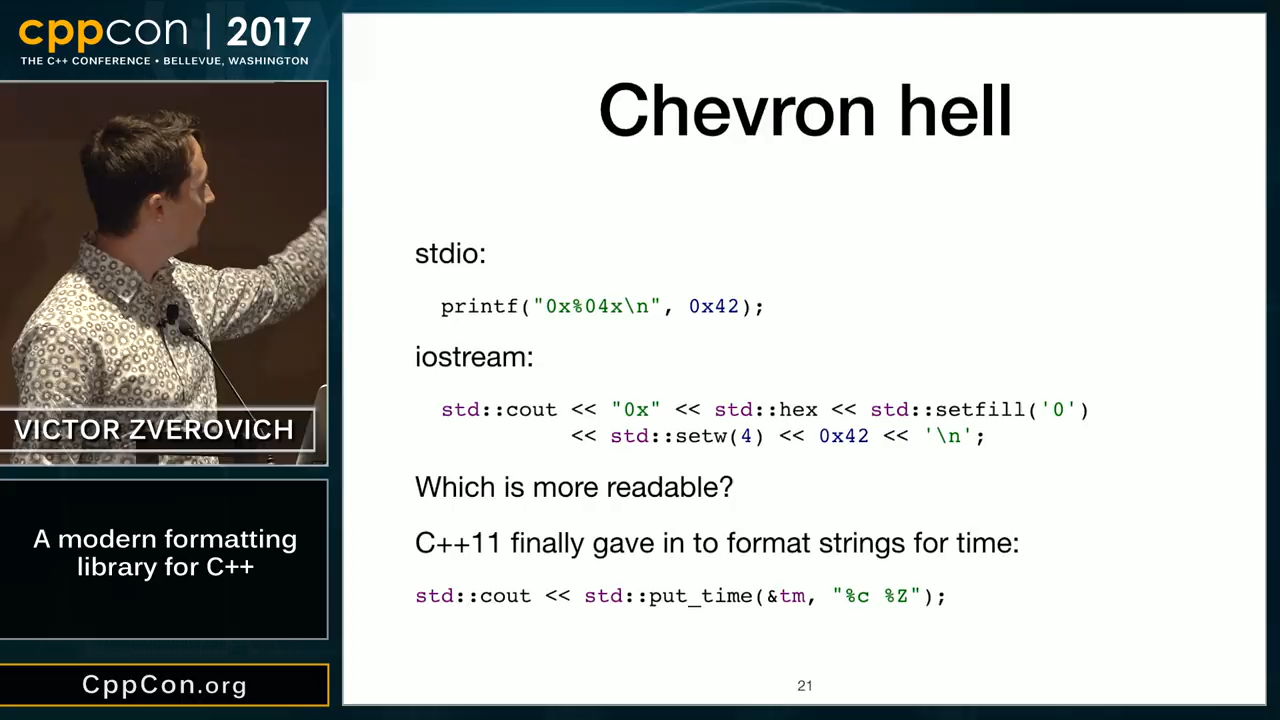 cppcon | 2017
THE C++ CONFERENCE • BELLEVUE, WASHINGTON
VICTOR ZVEROVICH
A modern formatting
library for C++
CppCon.org
Chevron hell
stdio:
printf("0x%04x\n", 0x42);
iostream:
std::cout << "0x" << std::hex << std::setfill('0')
<< std::setw(4) << 0x42 << '\n';
Which is more readable?
C++11 finally gave in to format strings for time:
std::cout << std::put_time(&tm, "%c %Z");
21